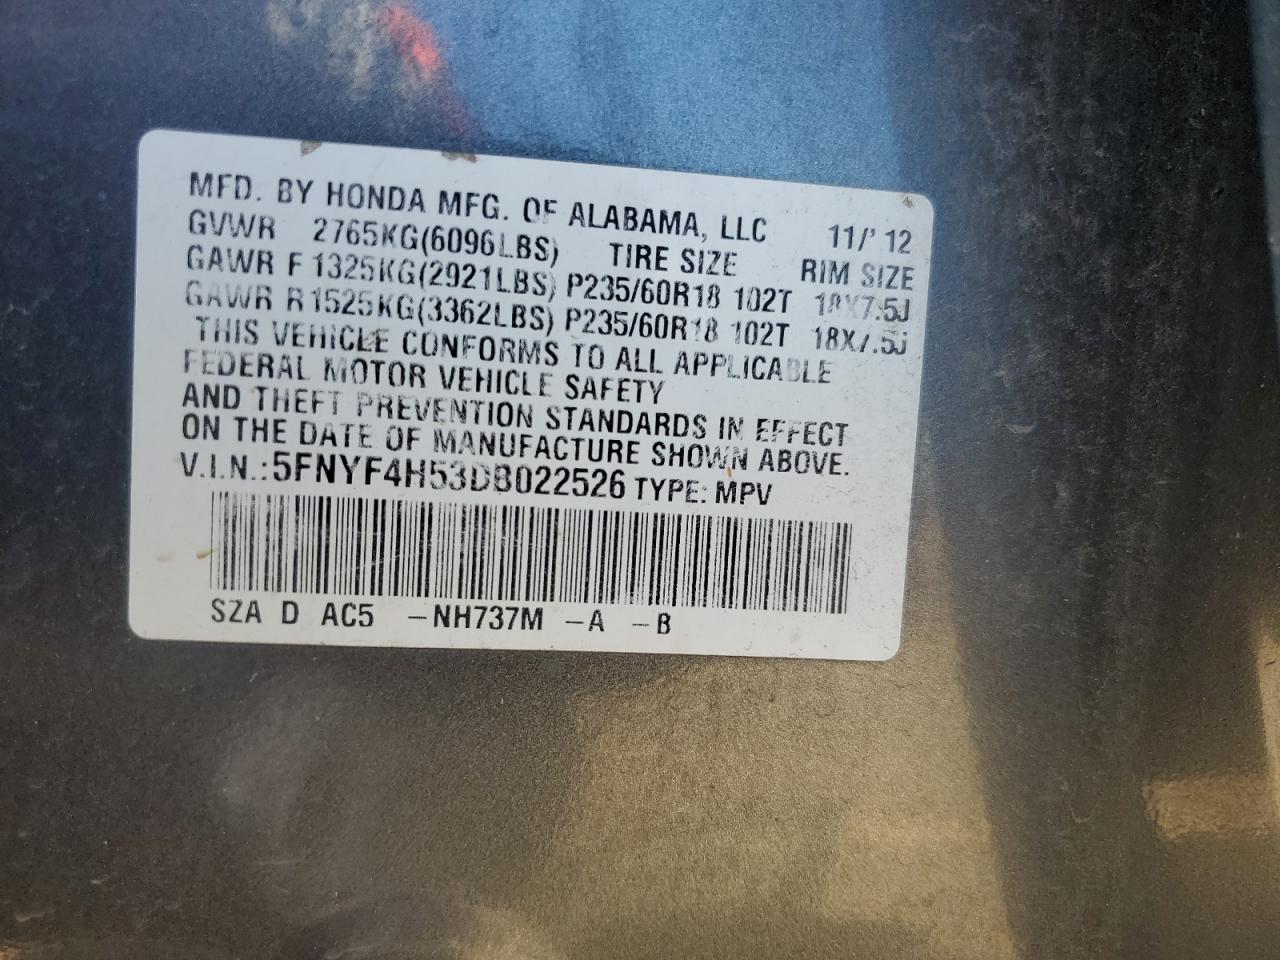 MFD. BY HONDA MFG. OF ALABAMA, LLC 11/'12
GVWR 2765KG(6096LBS) TIRE SIZE RIM SIZE
GAWR F 1325KG(2921LBS) P235/60R18 102T 18X7.5J
GAWR R 1525KG(3362LBS) P235/60R18 102T 18X7.5J
THIS VEHICLE CONFORMS TO ALL APPLICABLE
FEDERAL MOTOR VEHICLE SAFETY
AND THEFT PREVENTION STANDARDS IN EFFECT
ON THE DATE OF MANUFACTURE SHOWN ABOVE.
V.I.N.:5FNYF4H53DB022526 TYPE: MPV
SZA D AC5 -NH737M -A -B